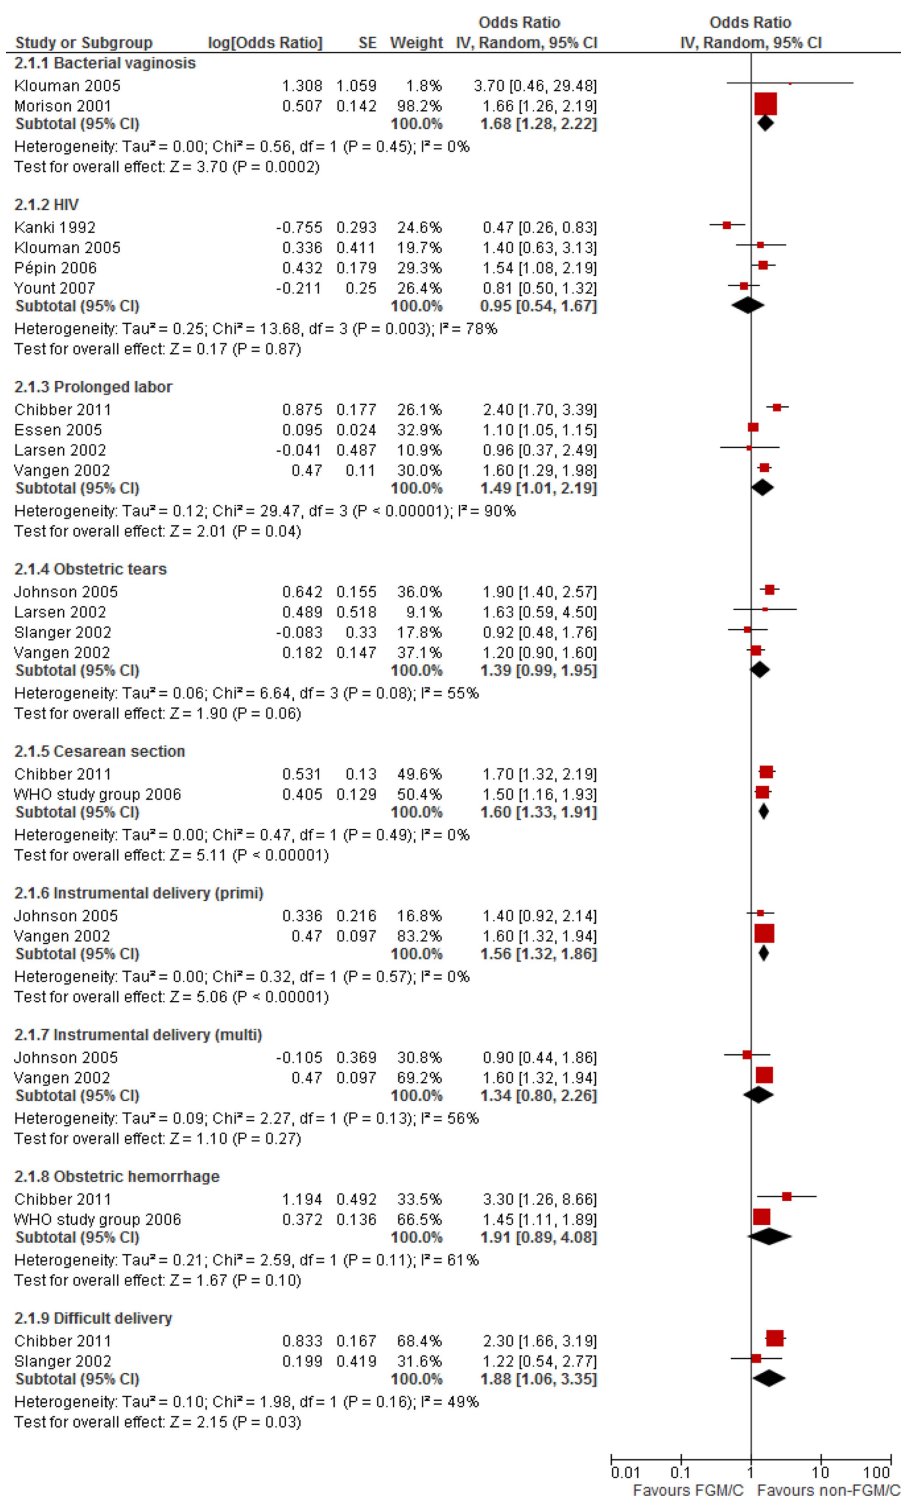 Odds Ratio Odds Ratio
Study or Subgroup log[Odds Ratio] SE Weight IV, Random, 95% CI IV, Random, 95% CI
2.1.1 Bacterial vaginosis
Klouman 2005 1.308 1.059 1.8% 3.70 [0.46, 29.48]
Morison 2001 0.507 0.142 98.2% 1.66 [1.26, 2.19]
Subtotal (95% CI) 100.0% 1.68 [1.28, 2.22]
Heterogeneity: Tau² = 0.00; Chi² = 0.56, df = 1 (P = 0.45); I² = 0%
Test for overall effect: Z = 3.70 (P = 0.0002)
2.1.2 HIV
Kanki 1992 -0.755 0.293 24.6% 0.47 [0.26, 0.83]
Klouman 2005 0.336 0.411 19.7% 1.40 [0.63, 3.13]
Pépin 2006 0.432 0.179 29.3% 1.54 [1.08, 2.19]
Yount 2007 -0.211 0.25 26.4% 0.81 [0.50, 1.32]
Subtotal (95% CI) 100.0% 0.95 [0.54, 1.67]
Heterogeneity: Tau² = 0.25; Chi² = 13.68, df = 3 (P = 0.003); I² = 78%
Test for overall effect: Z = 0.17 (P = 0.87)
2.1.3 Prolonged labor
Chibber 2011 0.875 0.177 26.1% 2.40 [1.70, 3.39]
Essen 2005 0.095 0.024 32.9% 1.10 [1.05, 1.15]
Larsen 2002 -0.041 0.487 10.9% 0.96 [0.37, 2.49]
Vangen 2002 0.47 0.11 30.0% 1.60 [1.29, 1.98]
Subtotal (95% CI) 100.0% 1.49 [1.01, 2.19]
Heterogeneity: Tau² = 0.12; Chi² = 29.47, df = 3 (P < 0.00001); I² = 90%
Test for overall effect: Z = 2.01 (P = 0.04)
2.1.4 Obstetric tears
Johnson 2005 0.642 0.155 36.0% 1.90 [1.40, 2.57]
Larsen 2002 0.489 0.518 9.1% 1.63 [0.59, 4.50]
Slanger 2002 -0.083 0.33 17.8% 0.92 [0.48, 1.76]
Vangen 2002 0.182 0.147 37.1% 1.20 [0.90, 1.60]
Subtotal (95% CI) 100.0% 1.39 [0.99, 1.95]
Heterogeneity: Tau² = 0.06; Chi² = 6.64, df = 3 (P = 0.08); I² = 55%
Test for overall effect: Z = 1.90 (P = 0.06)
2.1.5 Cesarean section
Chibber 2011 0.531 0.13 49.6% 1.70 [1.32, 2.19]
WHO study group 2006 0.405 0.129 50.4% 1.50 [1.16, 1.93]
Subtotal (95% CI) 100.0% 1.60 [1.33, 1.91]
Heterogeneity: Tau² = 0.00; Chi² = 0.47, df = 1 (P = 0.49); I² = 0%
Test for overall effect: Z = 5.11 (P < 0.00001)
2.1.6 Instrumental delivery (primi)
Johnson 2005 0.336 0.216 16.8% 1.40 [0.92, 2.14]
Vangen 2002 0.47 0.097 83.2% 1.60 [1.32, 1.94]
Subtotal (95% CI) 100.0% 1.56 [1.32, 1.86]
Heterogeneity: Tau² = 0.00; Chi² = 0.32, df = 1 (P = 0.57); I² = 0%
Test for overall effect: Z = 5.06 (P < 0.00001)
2.1.7 Instrumental delivery (multi)
Johnson 2005 -0.105 0.369 30.8% 0.90 [0.44, 1.86]
Vangen 2002 0.47 0.097 69.2% 1.60 [1.32, 1.94]
Subtotal (95% CI) 100.0% 1.34 [0.80, 2.26]
Heterogeneity: Tau² = 0.09; Chi² = 2.27, df = 1 (P = 0.13); I² = 56%
Test for overall effect: Z = 1.10 (P = 0.27)
2.1.8 Obstetric hemorrhage
Chibber 2011 1.194 0.492 33.5% 3.30 [1.26, 8.66]
WHO study group 2006 0.372 0.136 66.5% 1.45 [1.11, 1.89]
Subtotal (95% CI) 100.0% 1.91 [0.89, 4.08]
Heterogeneity: Tau² = 0.21; Chi² = 2.59, df = 1 (P = 0.11); I² = 61%
Test for overall effect: Z = 1.67 (P = 0.10)
2.1.9 Difficult delivery
Chibber 2011 0.833 0.167 68.4% 2.30 [1.66, 3.19]
Slanger 2002 0.199 0.419 31.6% 1.22 [0.54, 2.77]
Subtotal (95% CI) 100.0% 1.88 [1.06, 3.35]
Heterogeneity: Tau² = 0.10; Chi² = 1.98, df = 1 (P = 0.16); I² = 49%
Test for overall effect: Z = 2.15 (P = 0.03)
0.01 0.1 1 10 100
Favours FGM/C Favours non-FGM/C